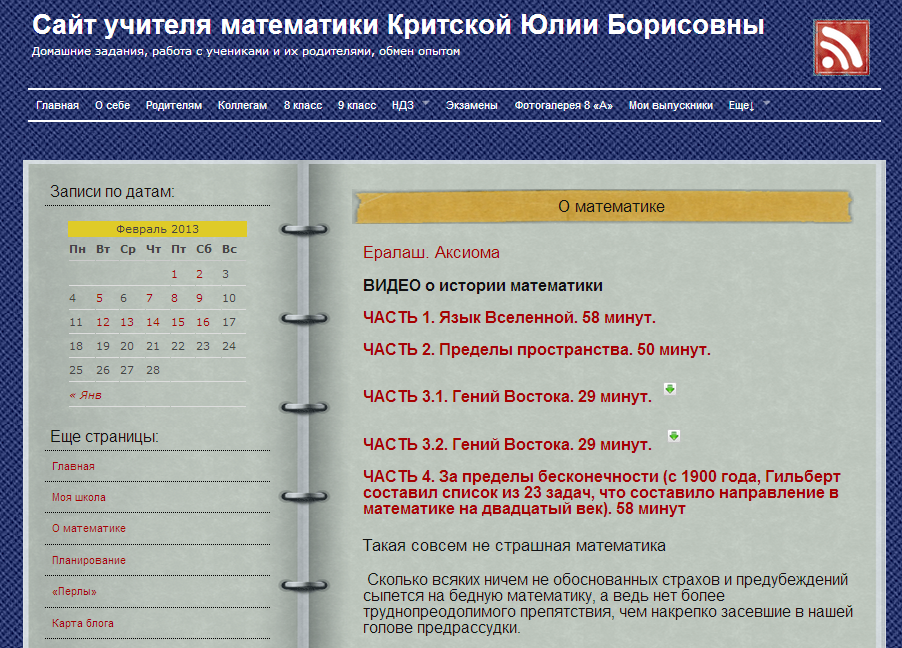 Сайт учителя математики Критской Юлии Борисовны
Домашние задания, работа с учениками и их родителями, обмен опытом
Главная О себе Родителям Коллегам 8 класс 9 класс НДЗ Экзамены Фотогалерея 8 «А» Мои выпускники Еще↓
Записи по датам:
Февраль 2013
Пн Вт Ср Чт Пт Сб Вс
1 2 3
4 5 6 7 8 9 10
11 12 13 14 15 16 17
18 19 20 21 22 23 24
25 26 27 28
« Янв
Еще страницы:
Главная
Моя школа
О математике
Планирование
«Перлы»
Карта блога
О математике
Ералаш. Аксиома
ВИДЕО о истории математики
ЧАСТЬ 1. Язык Вселенной. 58 минут.
ЧАСТЬ 2. Пределы пространства. 50 минут.
ЧАСТЬ 3.1. Гений Востока. 29 минут.
ЧАСТЬ 3.2. Гений Востока. 29 минут.
ЧАСТЬ 4. За пределы бесконечности (с 1900 года, Гильберт
составил список из 23 задач, что составило направление в
математике на двадцатый век). 58 минут
Такая совсем не страшная математика
Сколько всяких ничем не обоснованных страхов и предубеждений
сыпется на бедную математику, а ведь нет более
труднопреодолимого препятствия, чем накрепко засевшие в нашей
голове предрассудки.